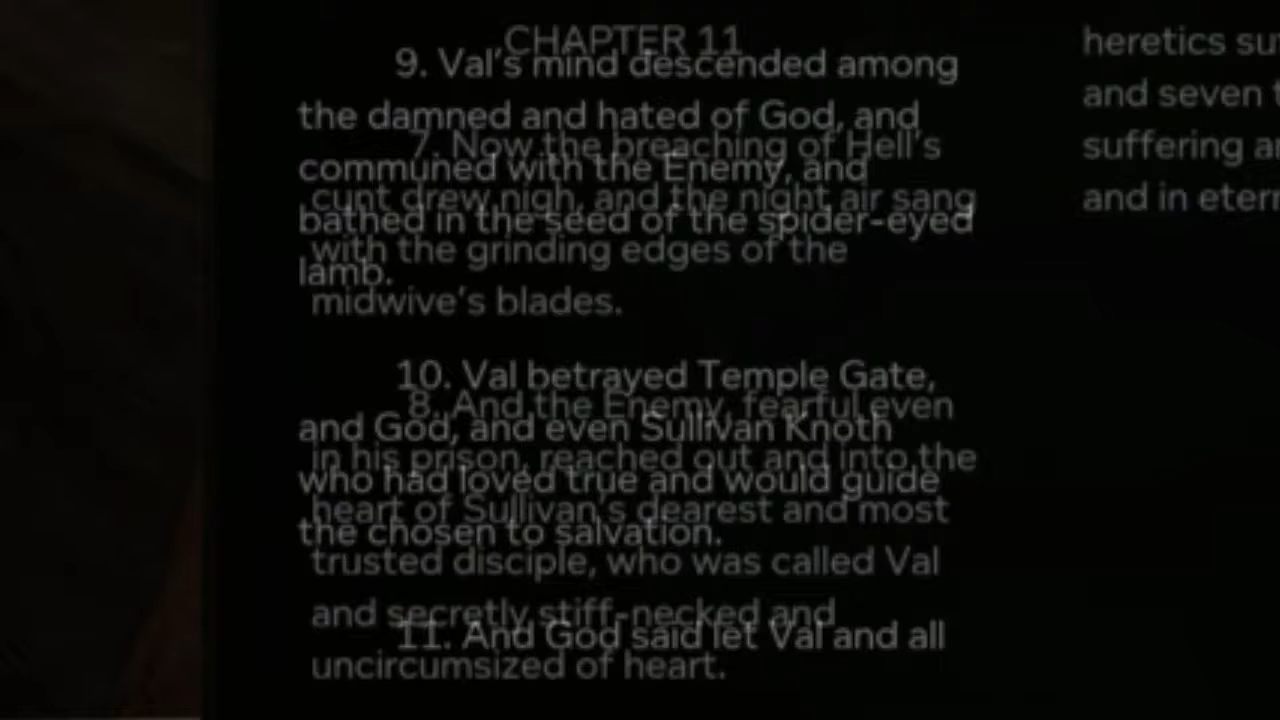 CHAPTER 11
7. Now the breaching of Hell's
cunt drew nigh, and the night air sang
with the grinding edges of the
midwive's blades.
8. And the Enemy, fearful even
in his prison, reached out and into the
heart of Sullivan's dearest and most
trusted disciple, who was called Val
and secretly stiff-necked and
uncircumsized of heart.
9. Val's mind descended among
the damned and hated of God, and
communed with the Enemy, and
bathed in the seed of the spider-eyed
lamb.
10. Val betrayed Temple Gate,
and God, and even Sullivan Knoth
who had loved true and would guide
the chosen to salvation.
11. And God said let Val and all
heretics
and seven
suffering
and in